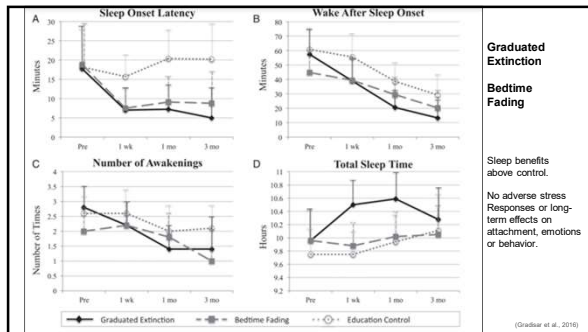 Sleep Onset Latency
A
Minutes
30
25
20
15
10
5
0
Pre
1 wk
1 mo
3 mo
Wake After Sleep Onset
B
Minutes
80
70
60
50
40
30
20
10
0
Pre
1 wk
1 mo
3 mo
Number of Awakenings
C
Number of Times
4
3.5
3
2.5
2
1.5
1
0.5
0
Pre
1 wk
1 mo
3 mo
Total Sleep Time
D
Hours
11
10.8
10.6
10.4
10.2
10
9.8
9.6
9.4
9.2
9
Pre
1 wk
1 mo
3 mo
Graduated Extinction
Bedtime Fading
Education Control
Graduated
Extinction
Bedtime
Fading
Sleep benefits
above control.
No adverse stress
Responses or long-
term effects on
attachment, emotions
or behavior.
(Gradisar et al., 2016)